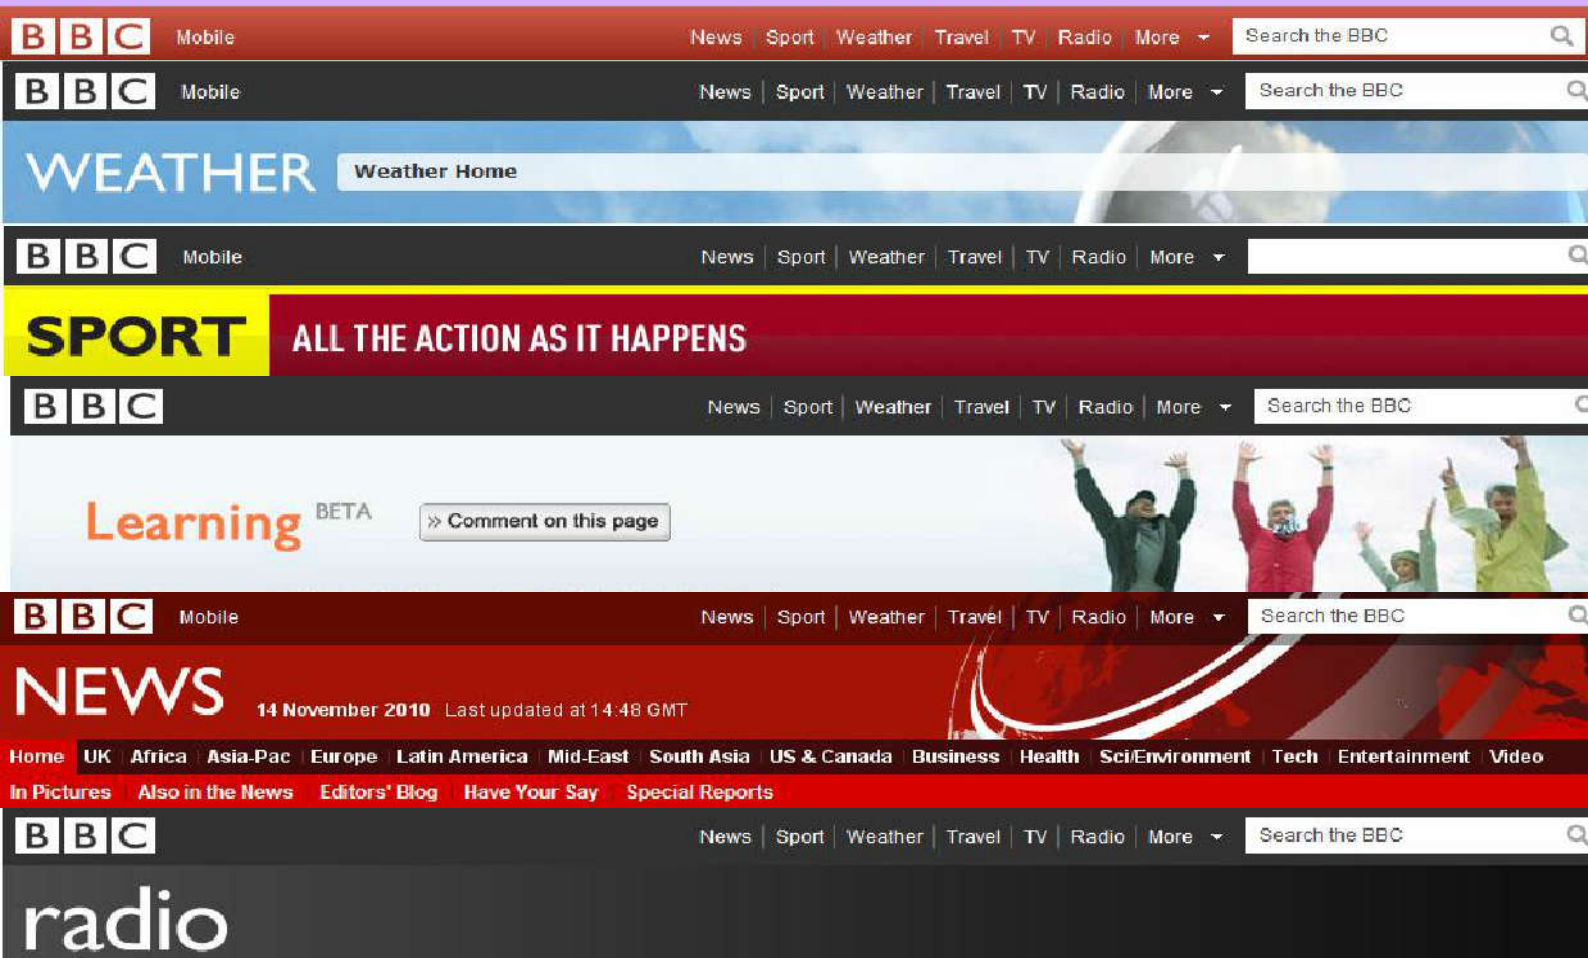 BBC Mobile News Sport Weather Travel TV Radio More Search the BBC
BBC Mobile News Sport Weather Travel TV Radio More Search the BBC
WEATHER Weather Home
BBC Mobile News Sport Weather Travel TV Radio More
SPORT ALL THE ACTION AS IT HAPPENS
BBC News Sport Weather Travel TV Radio More Search the BBC
Learning BETA » Comment on this page
BBC Mobile News Sport Weather Travel TV Radio More Search the BBC
NEWS 14 November 2010 Last updated at 14:48 GMT
Home UK Africa Asia-Pac Europe Latin America Mid-East South Asia US & Canada Business Health Sci/Environment Tech Entertainment Video
In Pictures Also in the News Editors' Blog Have Your Say Special Reports
BBC News Sport Weather Travel TV Radio More Search the BBC
radio